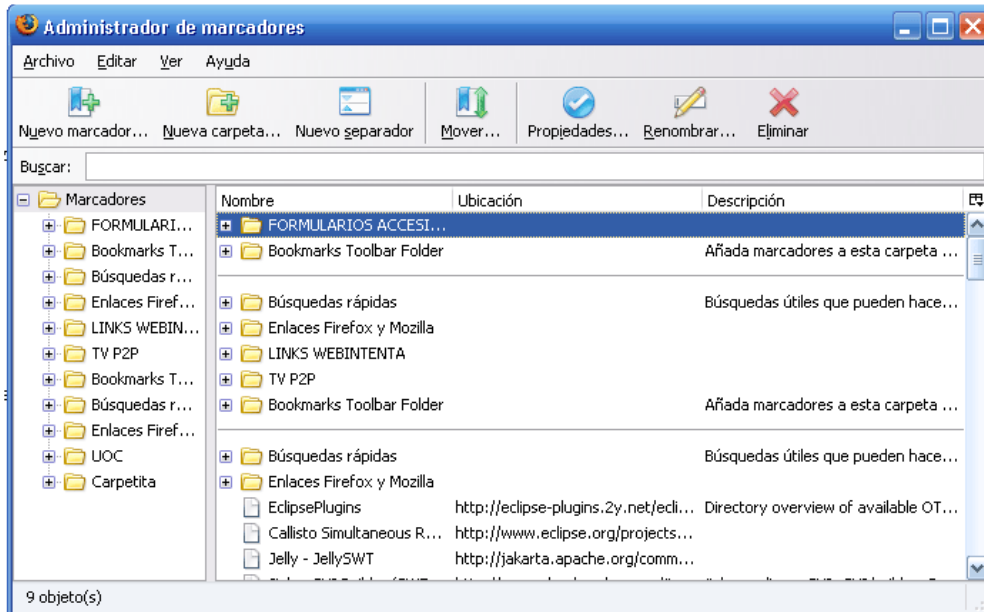 Administrador de marcadores
Archivo Editar Ver Ayuda
Nuevo marcador... Nueva carpeta... Nuevo separador Mover... Propiedades... Renombrar... Eliminar
Buscar:
Marcadores
FORMULARI...
Bookmarks T...
Búsquedas r...
Enlaces Firef...
LINKS WEBIN...
TV P2P
Bookmarks T...
Búsquedas r...
Enlaces Firef...
UOC
Carpetita
Nombre Ubicación Descripción
FORMULARIOS ACCESI...
Bookmarks Toolbar Folder Añada marcadores a esta carpeta ...
Búsquedas rápidas Búsquedas útiles que pueden hace...
Enlaces Firefox y Mozilla
LINKS WEBINTENTA
TV P2P
Bookmarks Toolbar Folder Añada marcadores a esta carpeta ...
Búsquedas rápidas Búsquedas útiles que pueden hace...
Enlaces Firefox y Mozilla
EclipsePlugins http://eclipse-plugins.2y.net/ecli... Directory overview of available OT...
Callisto Simultaneous R... http://www.eclipse.org/projects...
Jelly - JellySWT http://jakarta.apache.org/comm...
9 objeto(s)